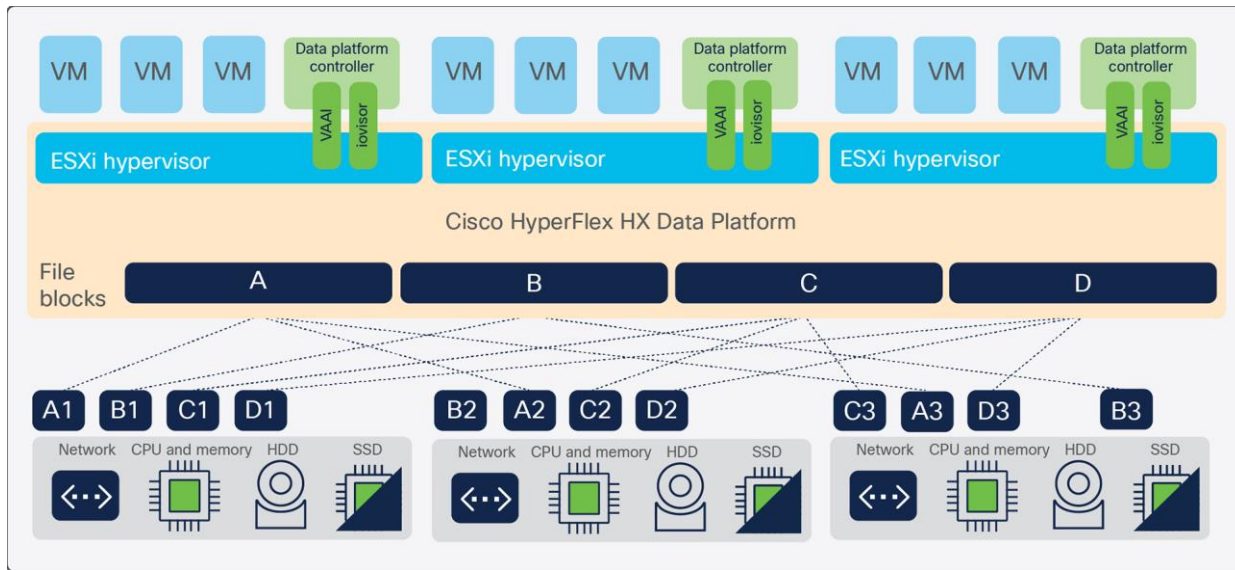 VM VM VM Data platform controller VM VM VM Data platform controller VM VM VM Data platform controller
VAAI iovisor VAAI iovisor VAAI iovisor
ESXi hypervisor ESXi hypervisor ESXi hypervisor
Cisco HyperFlex HX Data Platform
File blocks A B C D
A1 B1 C1 D1 B2 A2 C2 D2 C3 A3 D3 B3
Network CPU and memory HDD SSD Network CPU and memory HDD SSD Network CPU and memory HDD SSD